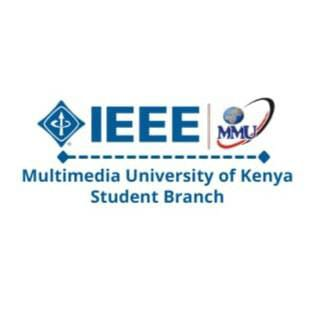 IEEE MMU
Multimedia University of Kenya
Student Branch